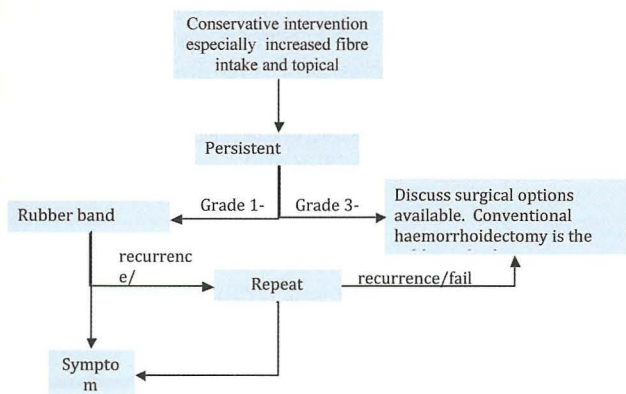 Conservative intervention
especially increased fibre
intake and topical
Persistent
Grade 1-
Grade 3-
Rubber band
Discuss surgical options
available. Conventional
haemorrhoidectomy is the
recurrenc
e/
Repeat
recurrence/fail
Sympto
m